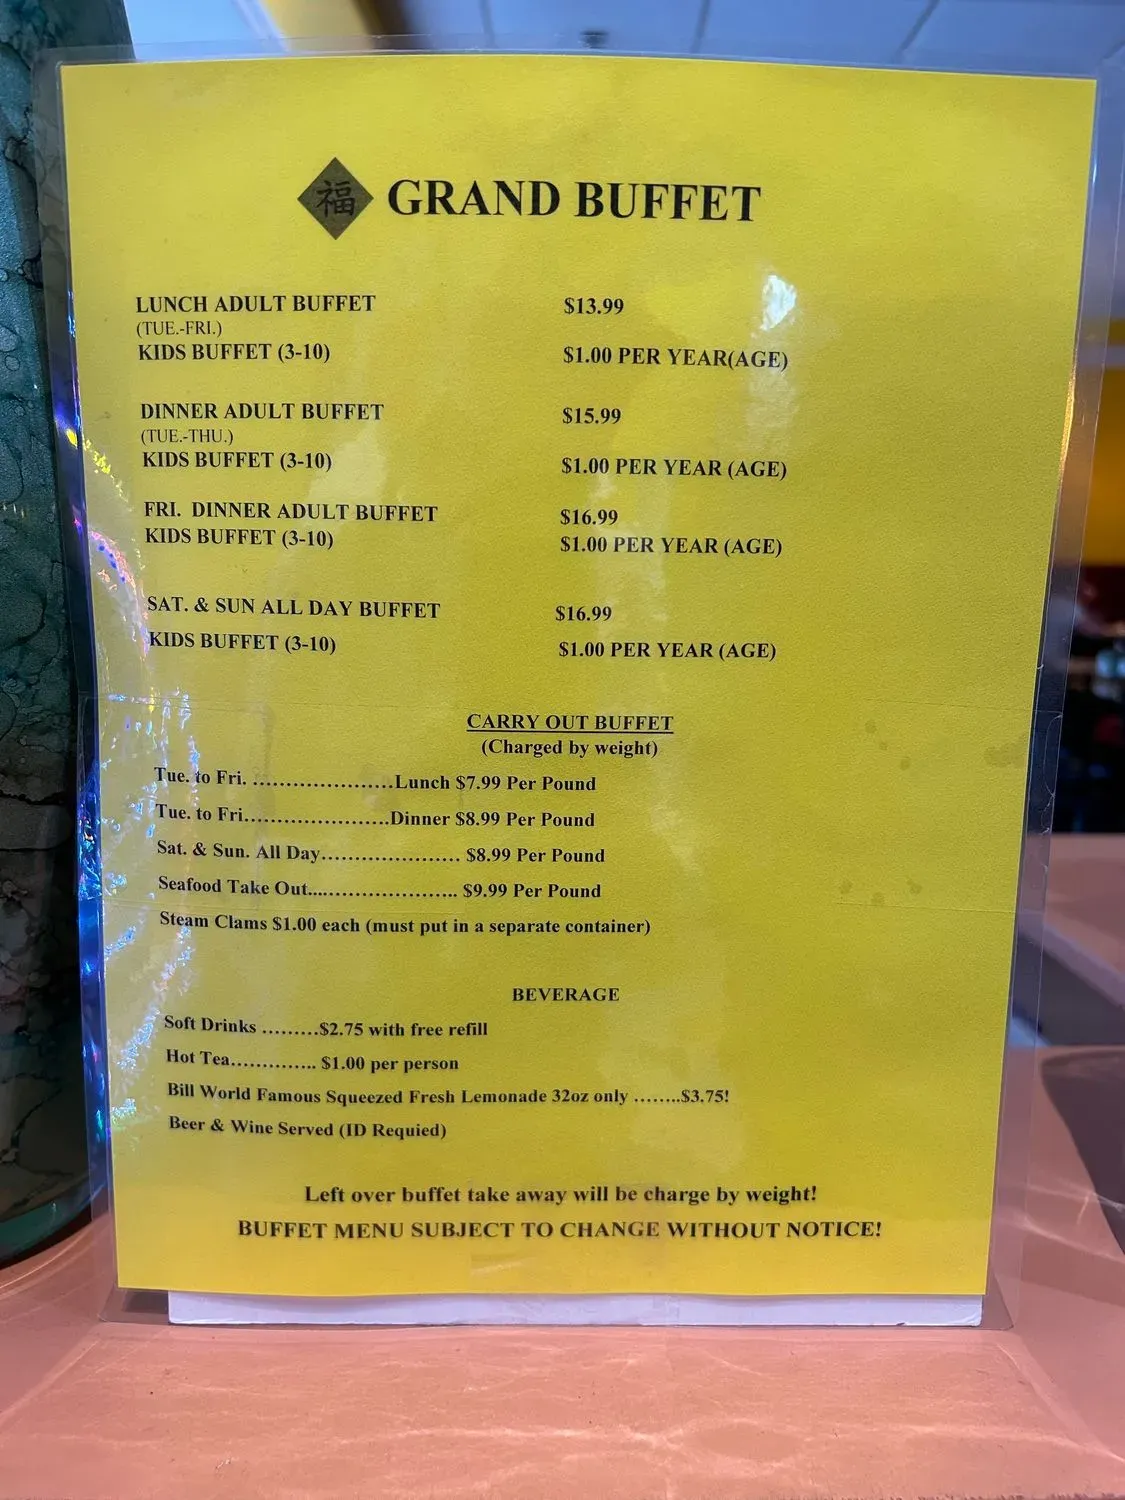 福 GRAND BUFFET
LUNCH ADULT BUFFET $13.99
(TUE.-FRI.)
KIDS BUFFET (3-10) $1.00 PER YEAR(AGE)
DINNER ADULT BUFFET $15.99
(TUE.-THU.)
KIDS BUFFET (3-10) $1.00 PER YEAR (AGE)
FRI. DINNER ADULT BUFFET $16.99
KIDS BUFFET (3-10) $1.00 PER YEAR (AGE)
SAT. & SUN ALL DAY BUFFET $16.99
KIDS BUFFET (3-10) $1.00 PER YEAR (AGE)
CARRY OUT BUFFET
(Charged by weight)
Tue. to Fri. .....................Lunch $7.99 Per Pound
Tue. to Fri......................Dinner $8.99 Per Pound
Sat. & Sun. All Day..................... $8.99 Per Pound
Seafood Take Out...................... $9.99 Per Pound
Steam Clams $1.00 each (must put in a separate container)
BEVERAGE
Soft Drinks .........$2.75 with free refill
Hot Tea.............. $1.00 per person
Bill World Famous Squeezed Fresh Lemonade 32oz only ........$3.75!
Beer & Wine Served (ID Requied)
Left over buffet take away will be charge by weight!
BUFFET MENU SUBJECT TO CHANGE WITHOUT NOTICE!